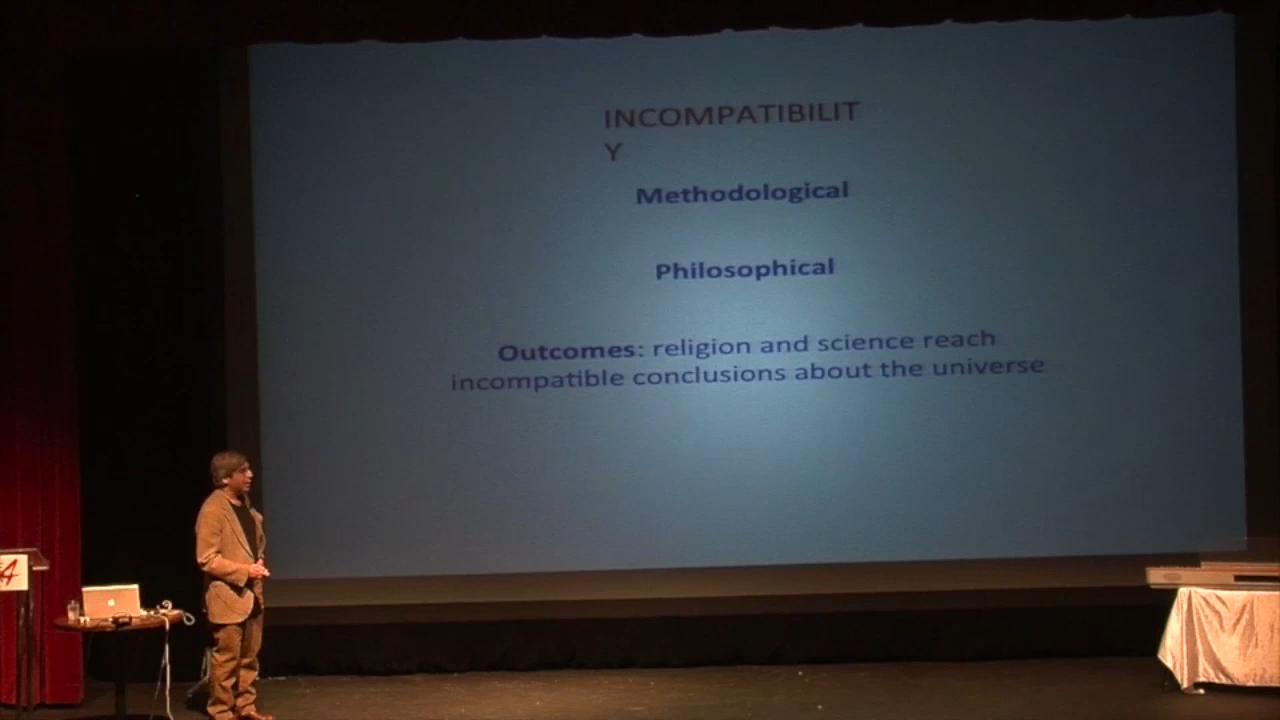 INCOMPATIBILIT
Y
Methodological
Philosophical
Outcomes: religion and science reach
incompatible conclusions about the universe
A